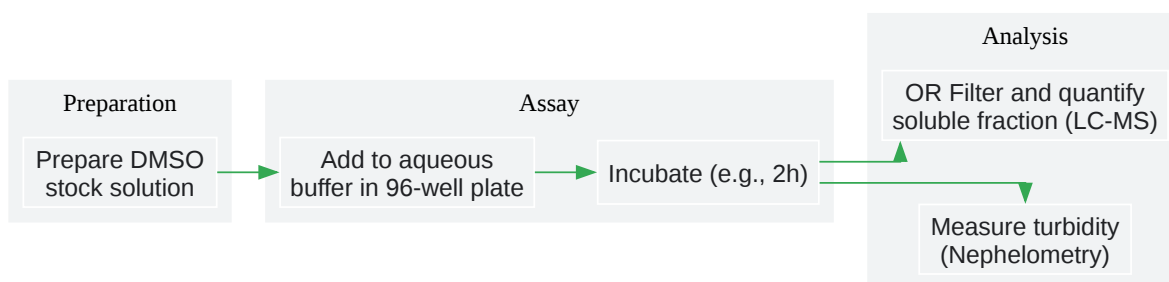 Preparation
Prepare DMSO
stock solution
Assay
Add to aqueous
buffer in 96-well plate
Incubate (e.g., 2h)
Analysis
OR Filter and quantify
soluble fraction (LC-MS)
Measure turbidity
(Nephelometry)